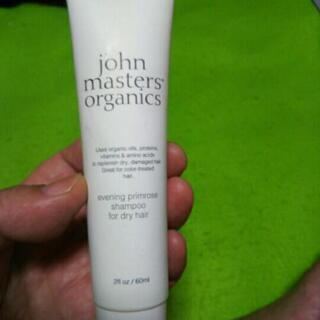 john
masters
organics
Uses organic oils, proteins,
vitamins & amino acids
to replenish dry, damaged hair.
Great for color-treated
hair.
evening primrose
shampoo
for dry hair
2fl oz / 60ml